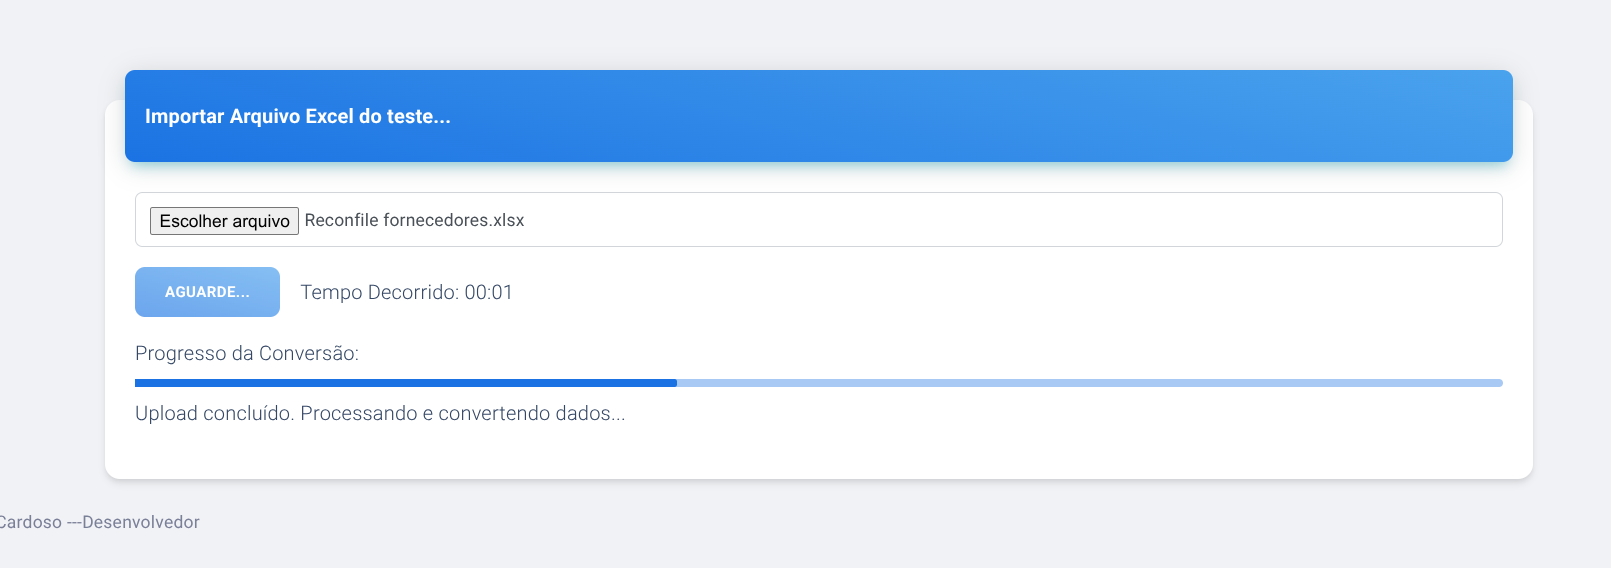 Importar Arquivo Excel do teste...
Escolher arquivo Reconfile fornecedores.xlsx
AGUARDE... Tempo Decorrido: 00:01
Progresso da Conversão:
Upload concluído. Processando e convertendo dados...
Cardoso ---Desenvolvedor